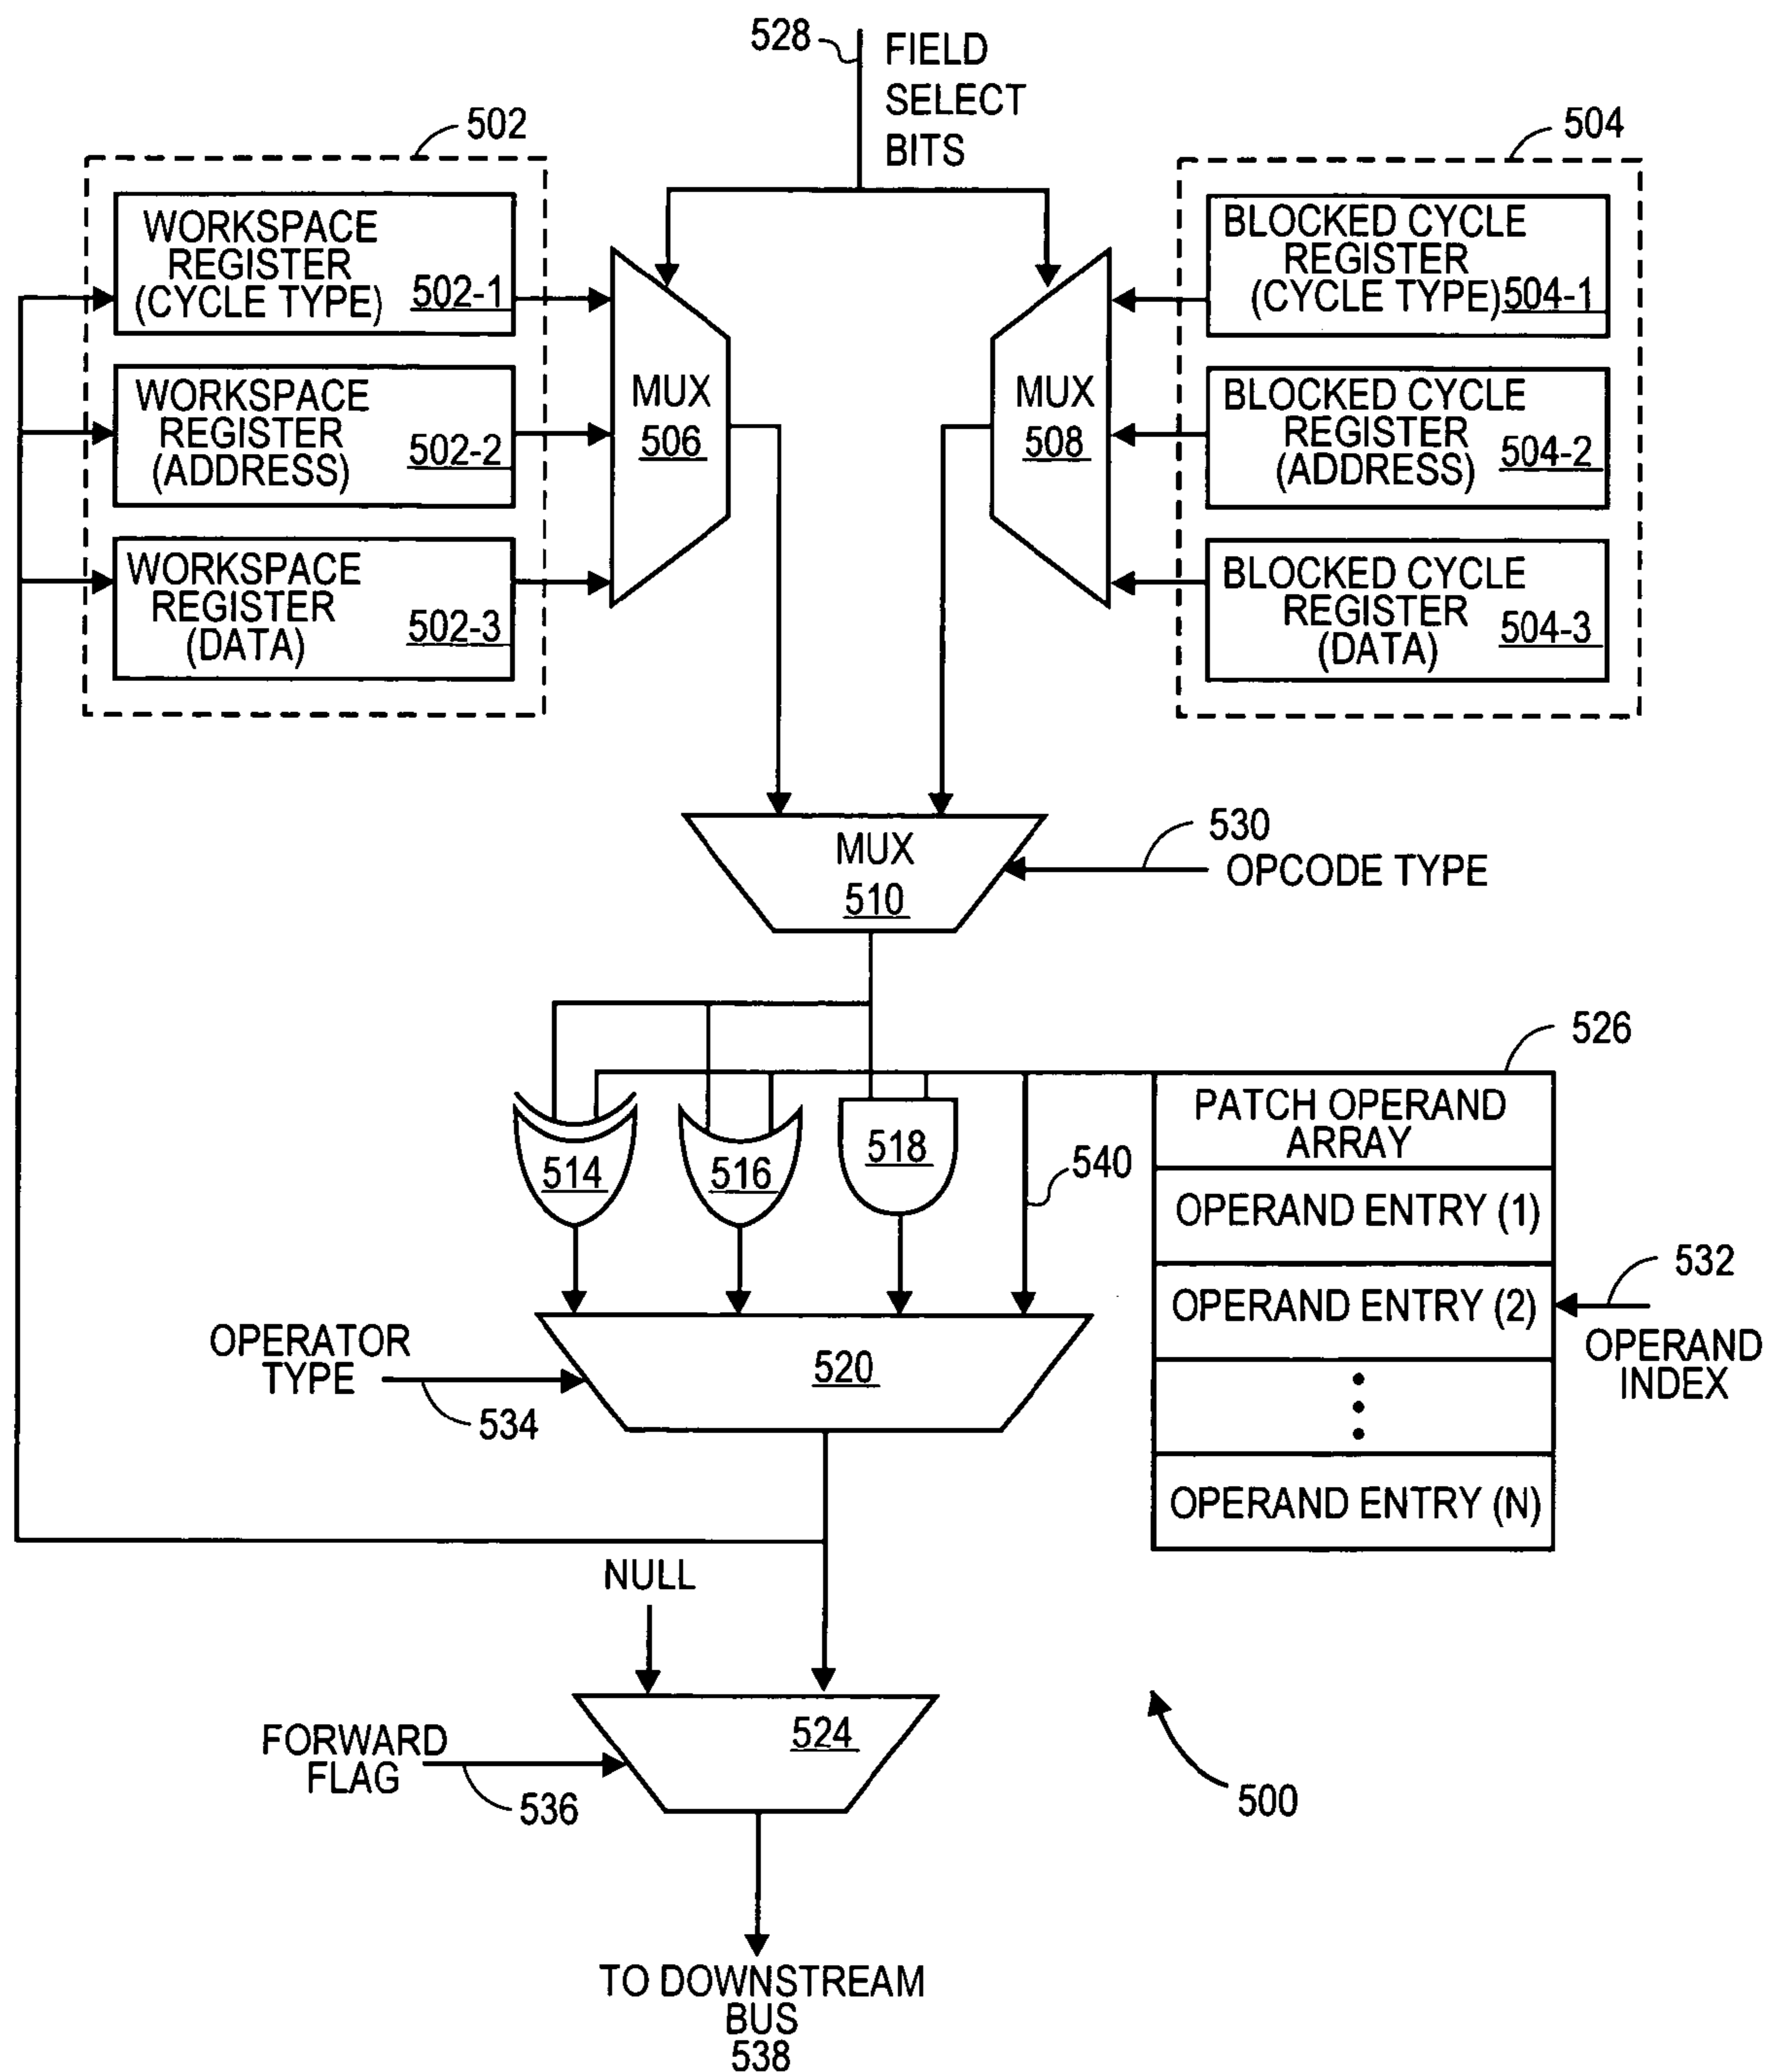 528
FIELD
SELECT
BITS
502
504
WORKSPACE
REGISTER
(CYCLE TYPE)
502-1
WORKSPACE
REGISTER
(ADDRESS)
502-2
WORKSPACE
REGISTER
(DATA)
502-3
MUX
506
MUX
508
BLOCKED CYCLE
REGISTER
(CYCLE TYPE)
504-1
BLOCKED CYCLE
REGISTER
(ADDRESS)
504-2
BLOCKED CYCLE
REGISTER
(DATA)
504-3
MUX
510
530
OPCODE TYPE
514
516
518
540
526
PATCH OPERAND
ARRAY
OPERAND ENTRY (1)
OPERAND ENTRY (2)
OPERAND ENTRY (N)
532
OPERAND
INDEX
OPERATOR
TYPE
534
520
NULL
524
FORWARD
FLAG
536
500
TO DOWNSTREAM
BUS
538